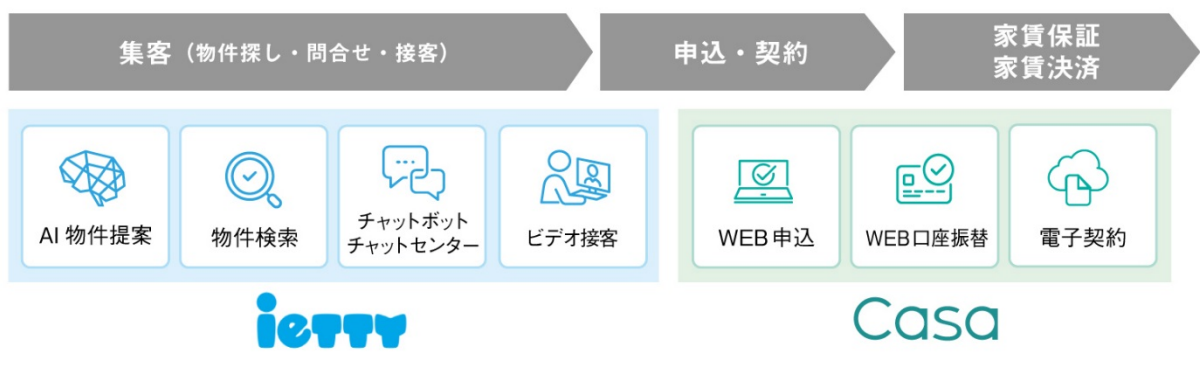 集客（物件探し・問合せ・接客）
申込・契約
家賃保証
家賃決済
AI 物件提案
物件検索
チャットボット
チャットセンター
ビデオ接客
WEB 申込
WEB口座振替
電子契約
ietty
Casa